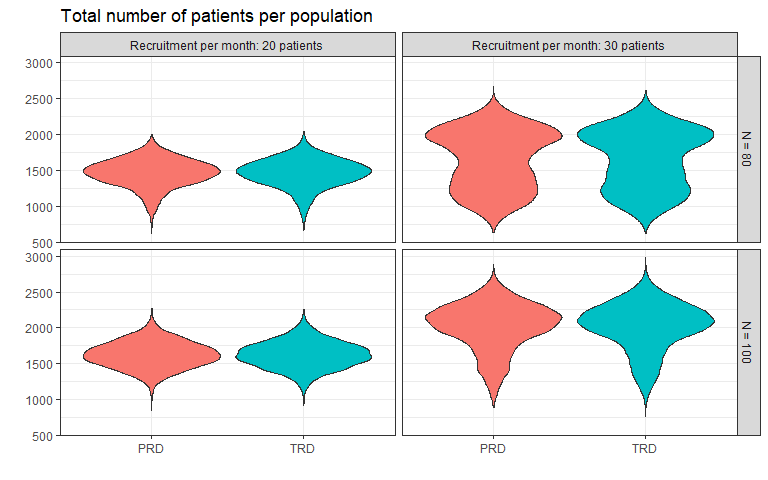 Total number of patients per population
Recruitment per month: 20 patients
Recruitment per month: 30 patients
3000
2500
2000
1500
1000
500
N = 80
3000
2500
2000
1500
1000
500
N = 100
PRD
TRD
PRD
TRD